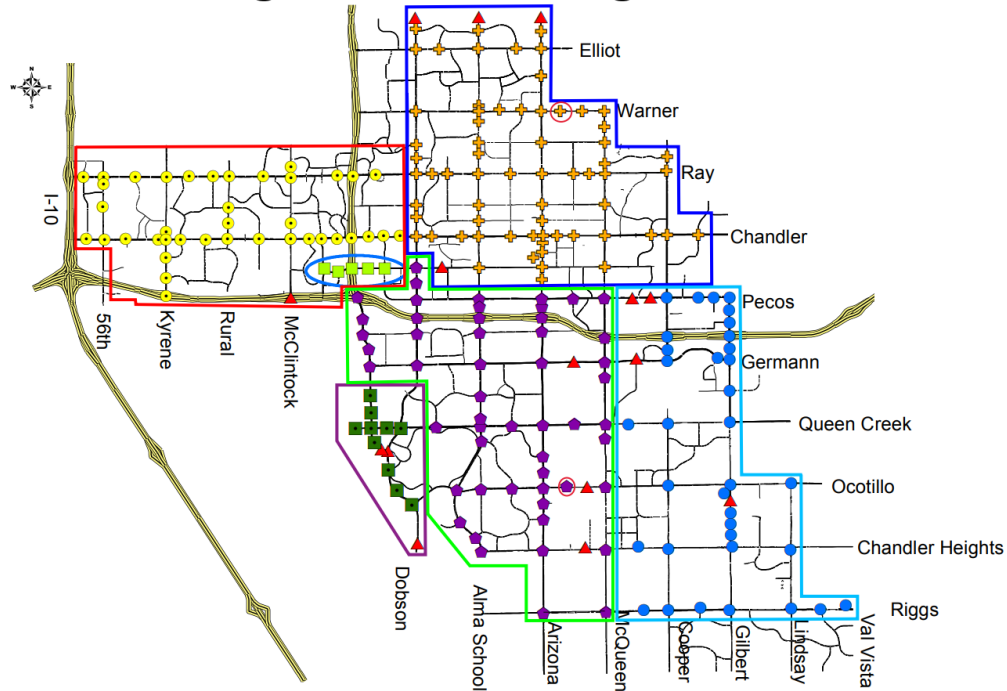 Elliot
Warner
Ray
Chandler
Pecos
Germann
Queen Creek
Ocotillo
Chandler Heights
Riggs
I-10
56th
Kyrene
Rural
McClintock
Dobson
Alma School
Arizona
McQueen
Cooper
Gilbert
Lindsay
Val Vista
N
W
E
S